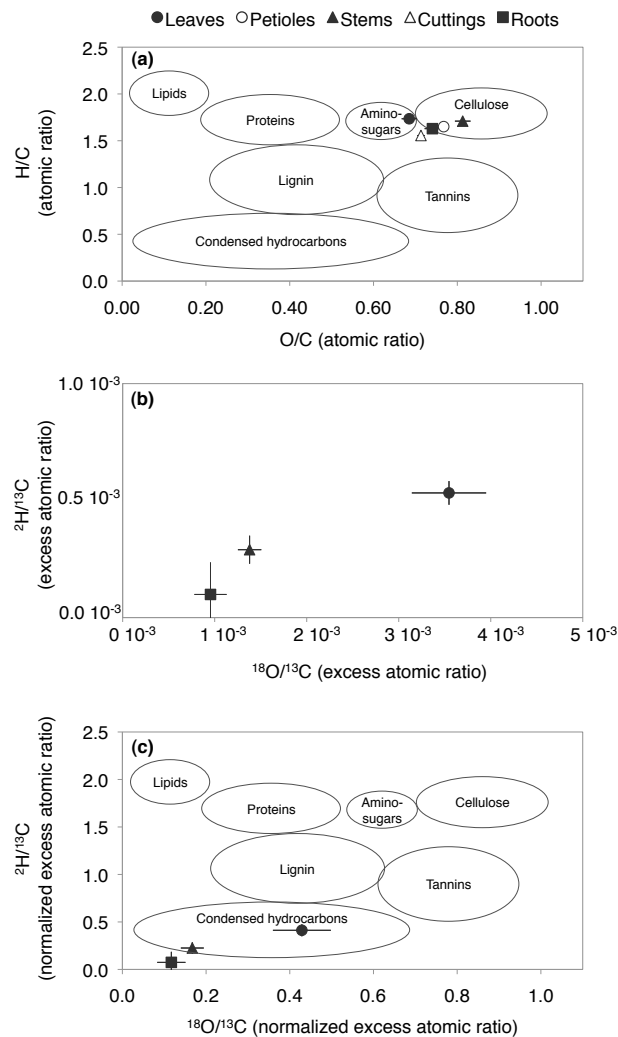 ● Leaves ○ Petioles ▲ Stems △ Cuttings ■ Roots
(a)
2.5
2.0
1.5
1.0
0.5
0.0
H/C
(atomic ratio)
Lipids
Proteins
Amino-
sugars
Cellulose
Lignin
Tannins
Condensed hydrocarbons
0.00 0.20 0.40 0.60 0.80 1.00
O/C (atomic ratio)
(b)
1.0 10⁻³
0.5 10⁻³
0.0 10⁻³
²H/¹³C
(excess atomic ratio)
0 10⁻³ 1 10⁻³ 2 10⁻³ 3 10⁻³ 4 10⁻³ 5 10⁻³
¹⁸O/¹³C (excess atomic ratio)
(c)
2.5
2.0
1.5
1.0
0.5
0.0
²H/¹³C
(normalized excess atomic ratio)
Lipids
Proteins
Amino-
sugars
Cellulose
Lignin
Tannins
Condensed hydrocarbons
0.0 0.2 0.4 0.6 0.8 1.0
¹⁸O/¹³C (normalized excess atomic ratio)